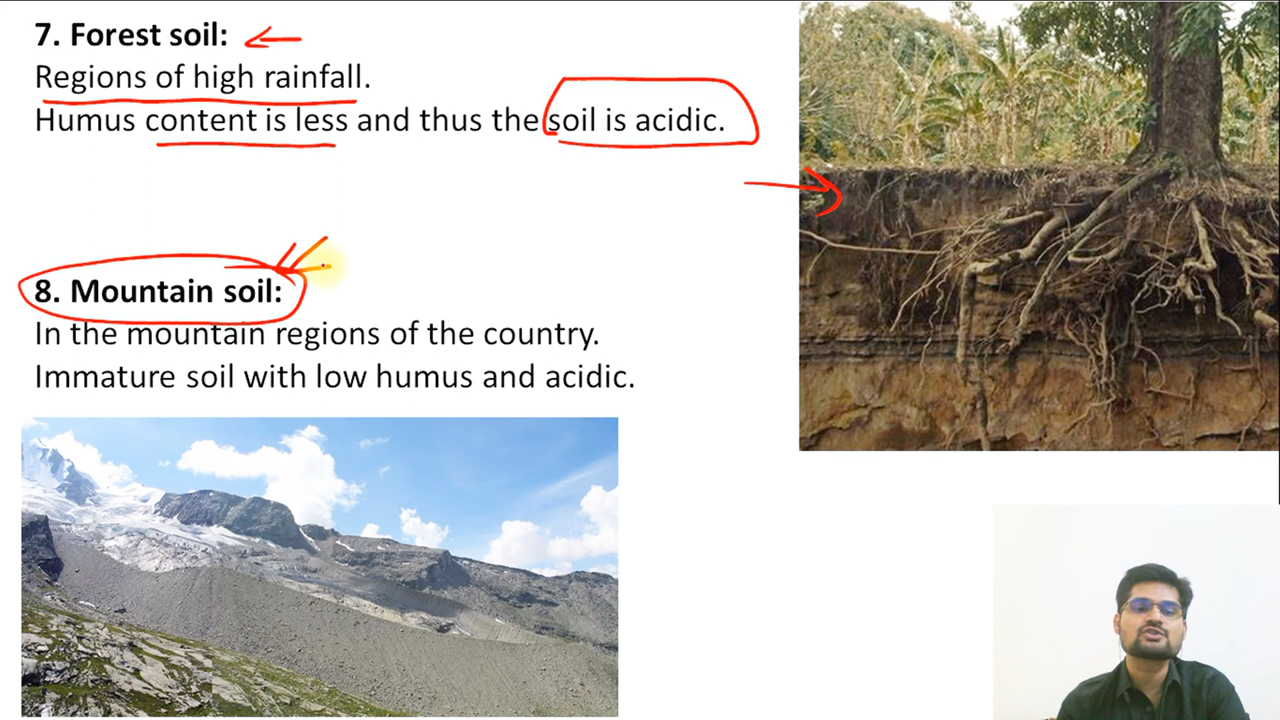 7. Forest soil:
Regions of high rainfall.
Humus content is less and thus the soil is acidic.
8. Mountain soil:
In the mountain regions of the country.
Immature soil with low humus and acidic.